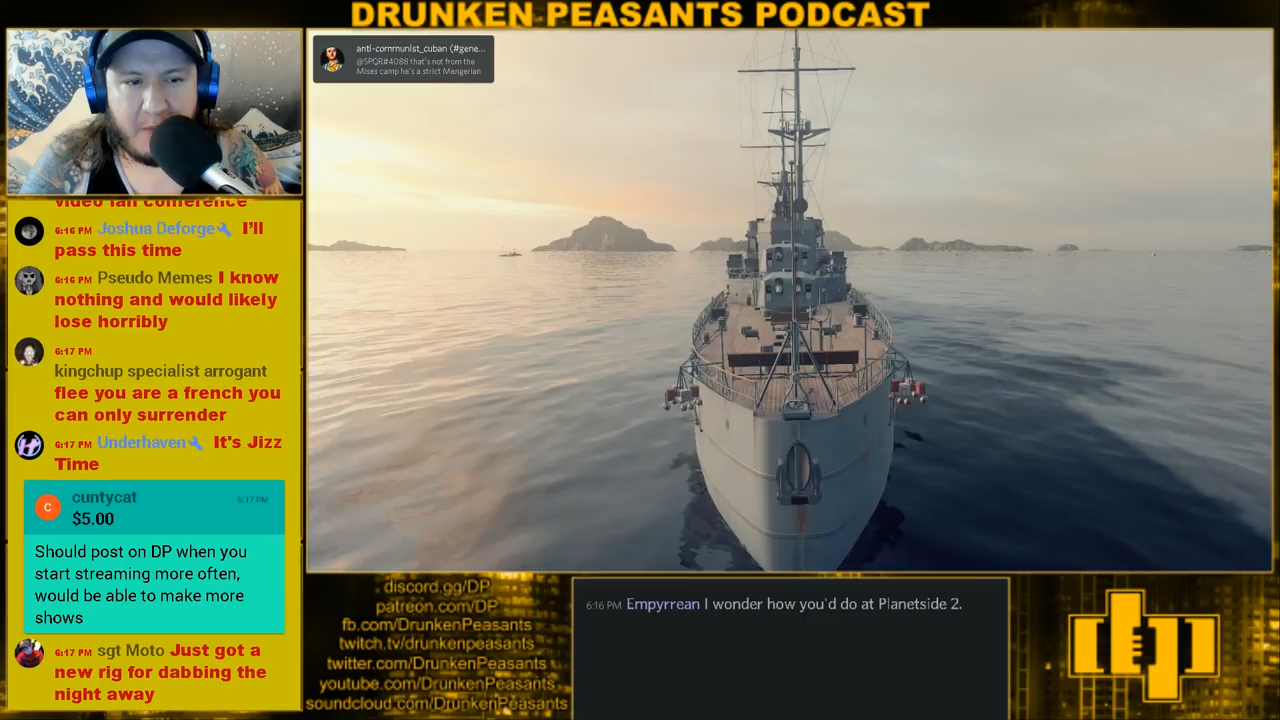 DRUNKEN PEASANTS PODCAST
anti-communist_cuban (#gene...
@SPQR#4088 that's not from the
Mises camp he's a strict Mengerian
video fan conference
6:16 PM Joshua Deforge I'll
pass this time
6:16 PM Pseudo Memes I know
nothing and would likely
lose horribly
6:17 PM
kingchup specialist arrogant
flee you are a french you
can only surrender
6:17 PM Underhaven It's Jizz
Time
C
cuntycat 6:17 PM
$5.00
Should post on DP when you
start streaming more often,
would be able to make more
shows
6:17 PM sgt Moto Just got a
new rig for dabbing the
night away
discord.gg/DP
patreon.com/DP
fb.com/DrunkenPeasants
twitch.tv/drunkenpeasants
twitter.com/DrunkenPeasants
youtube.com/DrunkenPeasants
soundcloud.com/DrunkenPeasants
6:16 PM Empyrrean I wonder how you'd do at Planetside 2.